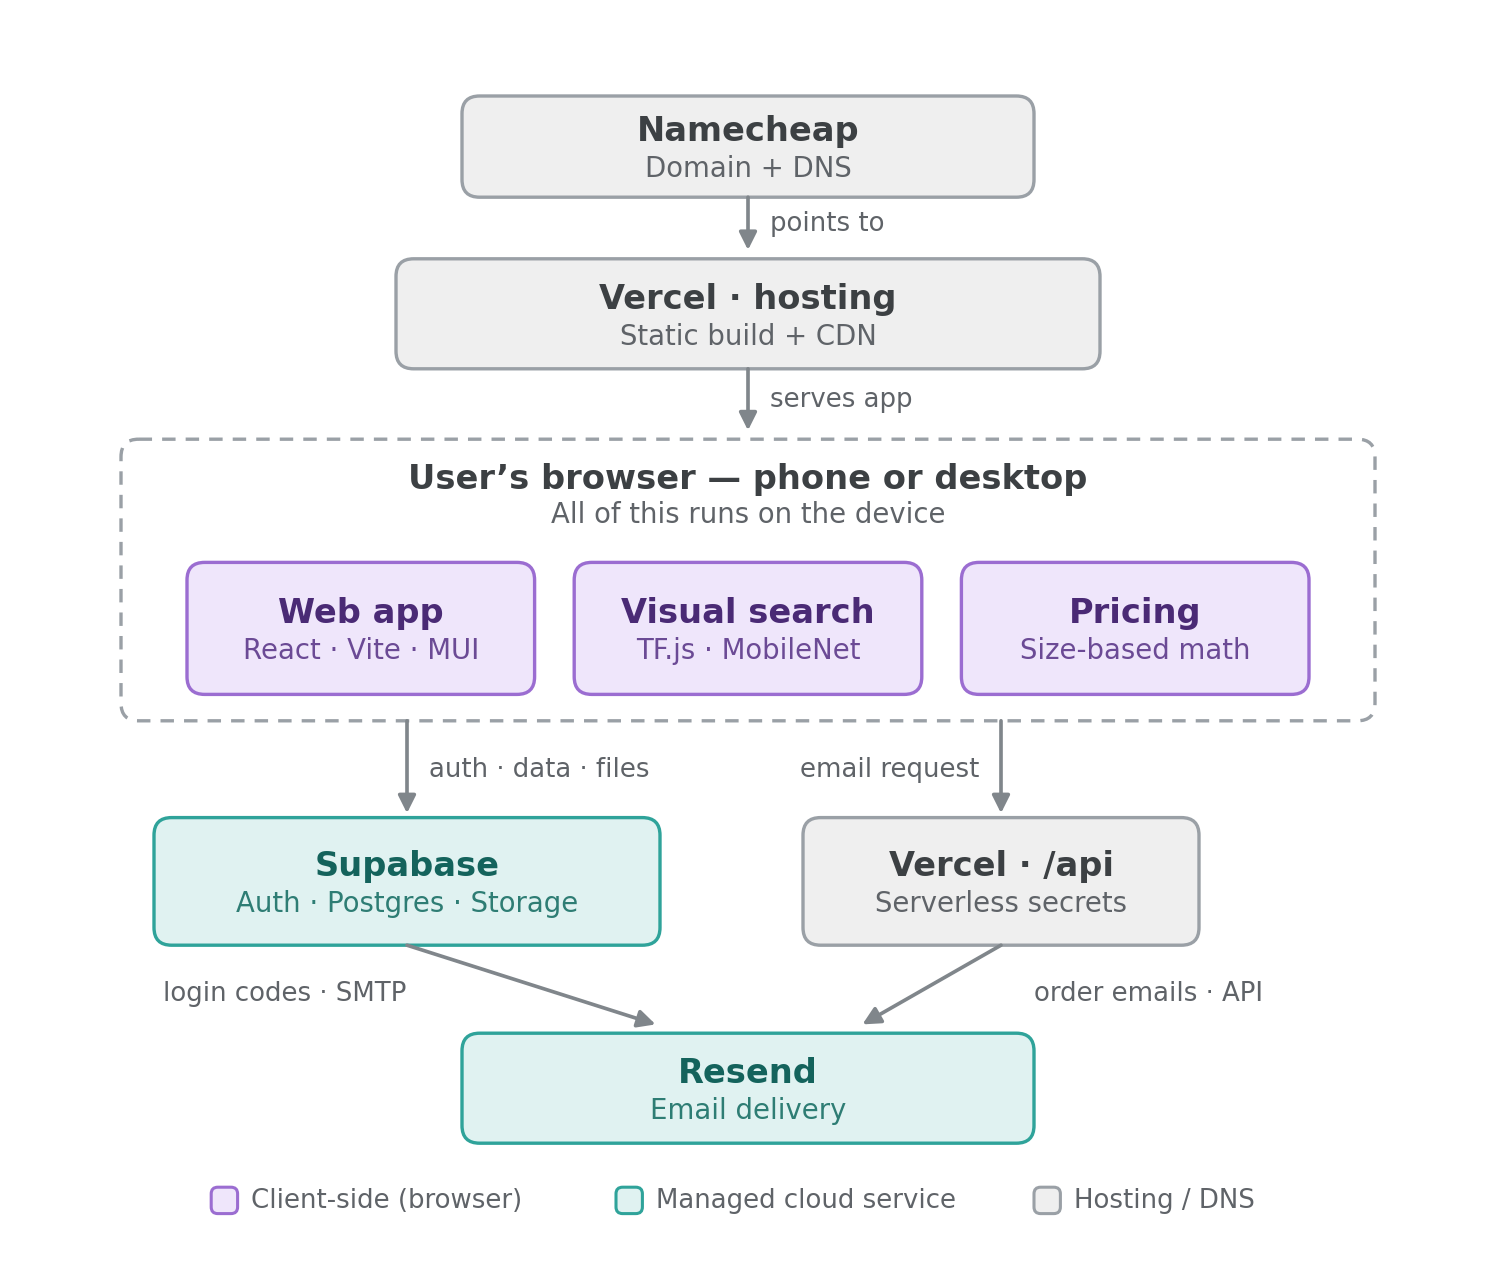 Namecheap
Domain + DNS
points to
Vercel · hosting
Static build + CDN
serves app
User’s browser — phone or desktop
All of this runs on the device
Web app
React · Vite · MUI
Visual search
TF.js · MobileNet
Pricing
Size-based math
auth · data · files
email request
Supabase
Auth · Postgres · Storage
Vercel · /api
Serverless secrets
login codes · SMTP
order emails · API
Resend
Email delivery
Client-side (browser)
Managed cloud service
Hosting / DNS